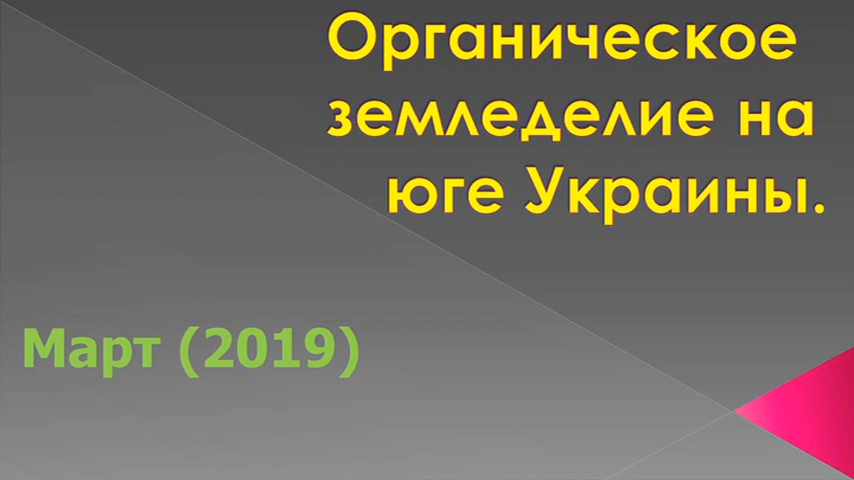 Органическое
земледелие на
юге Украины.
Март (2019)